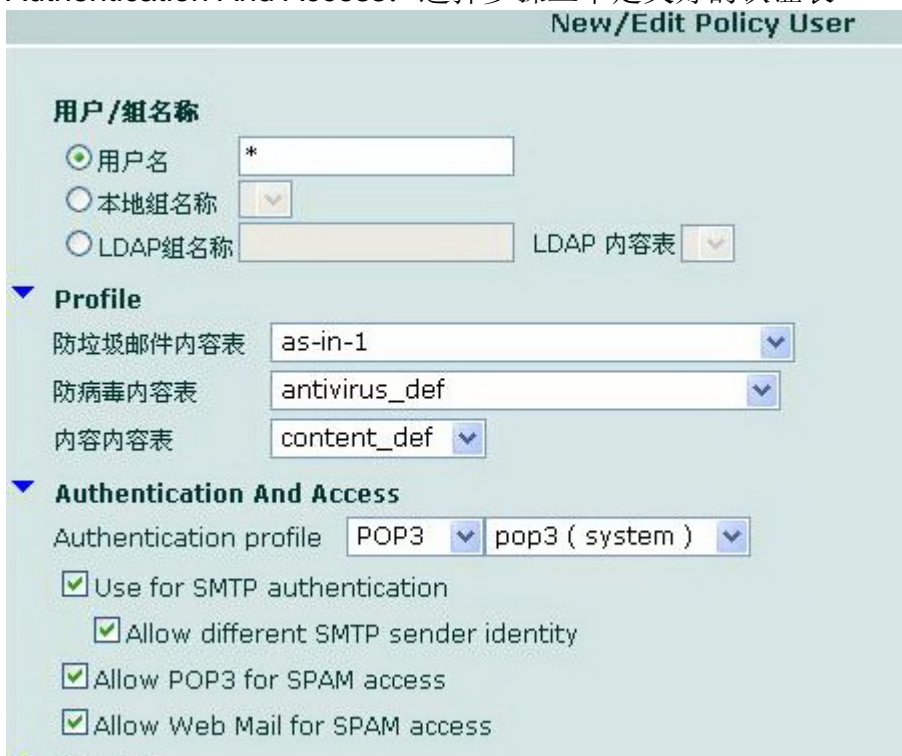 New/Edit Policy User
用户/组名称
用户名 *
本地组名称
LDAP组名称 LDAP 内容表
Profile
防垃圾邮件内容表 as-in-1
防病毒内容表 antivirus_def
内容内容表 content_def
Authentication And Access
Authentication profile POP3 pop3 ( system )
Use for SMTP authentication
Allow different SMTP sender identity
Allow POP3 for SPAM access
Allow Web Mail for SPAM access